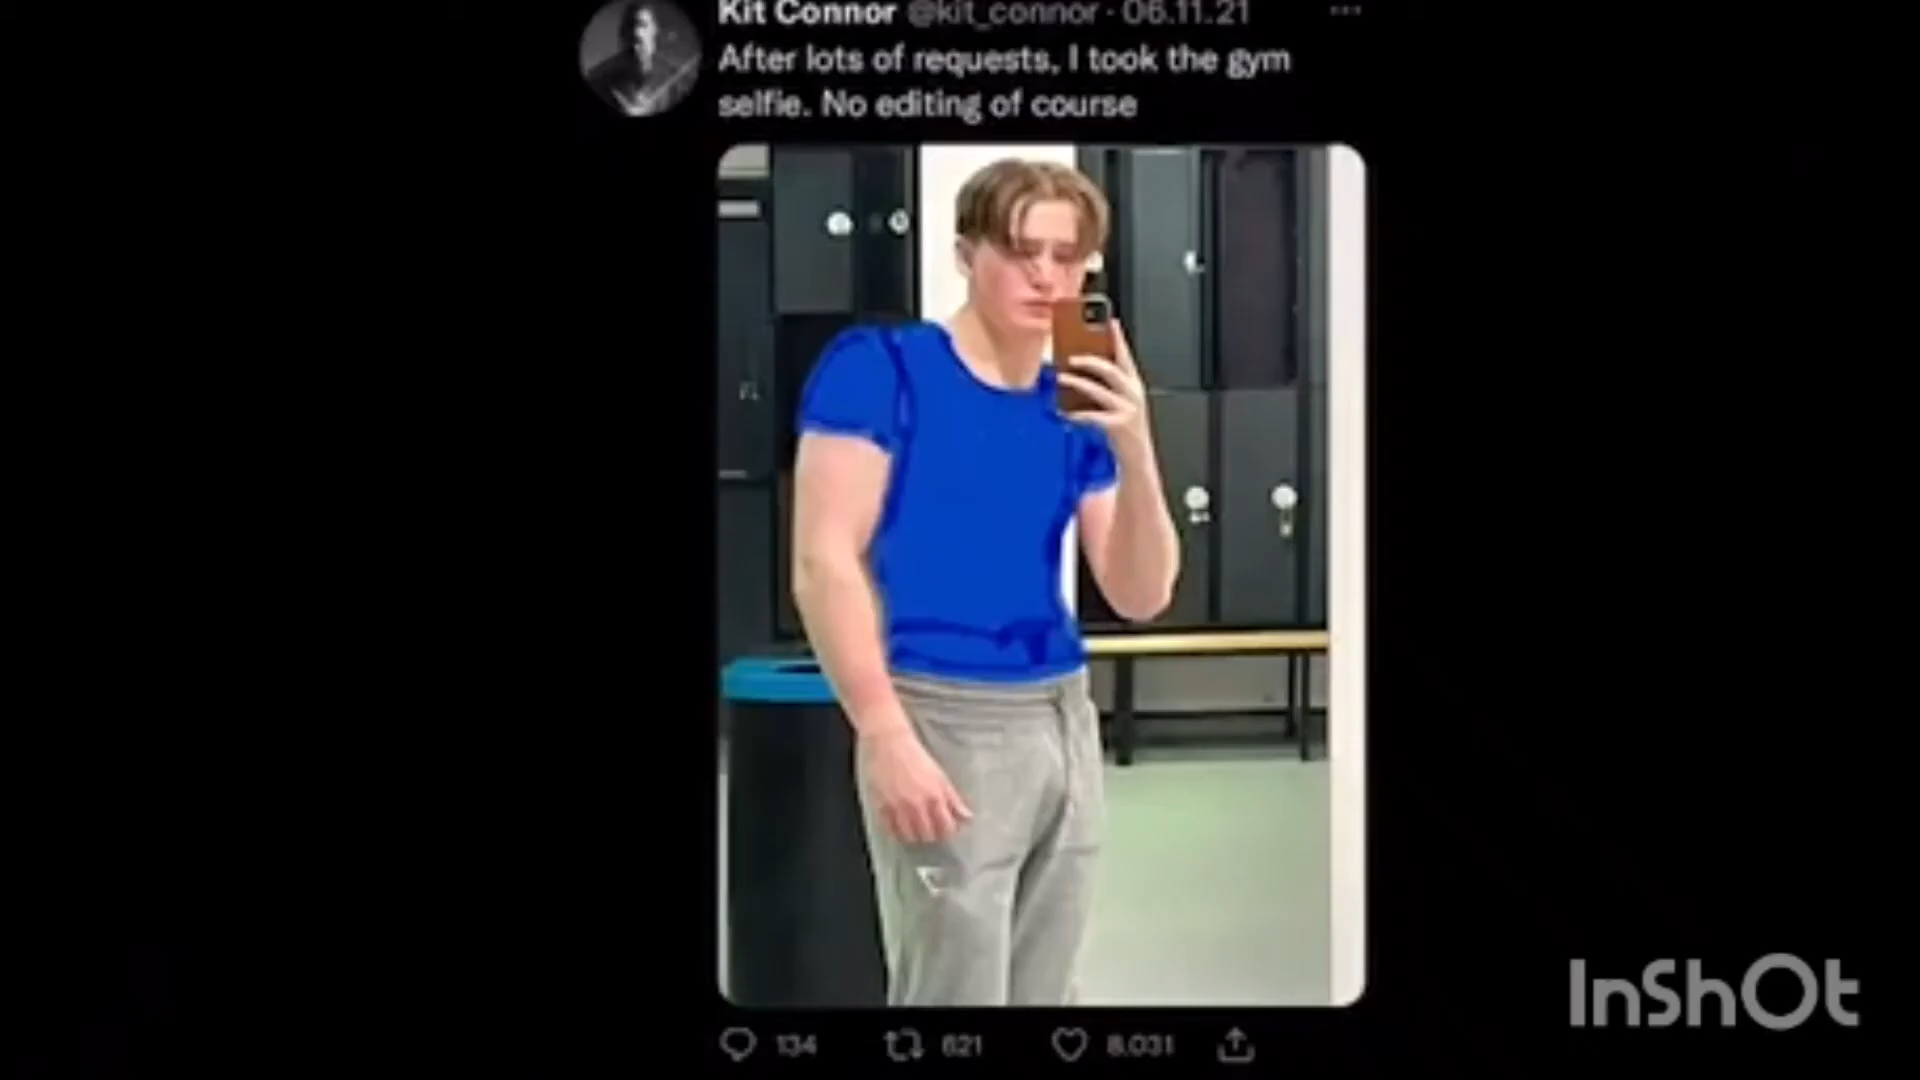 Kit Connor @kit_connor · 06.11.21
After lots of requests, I took the gym
selfie. No editing of course
134 621 8.031
InShOt